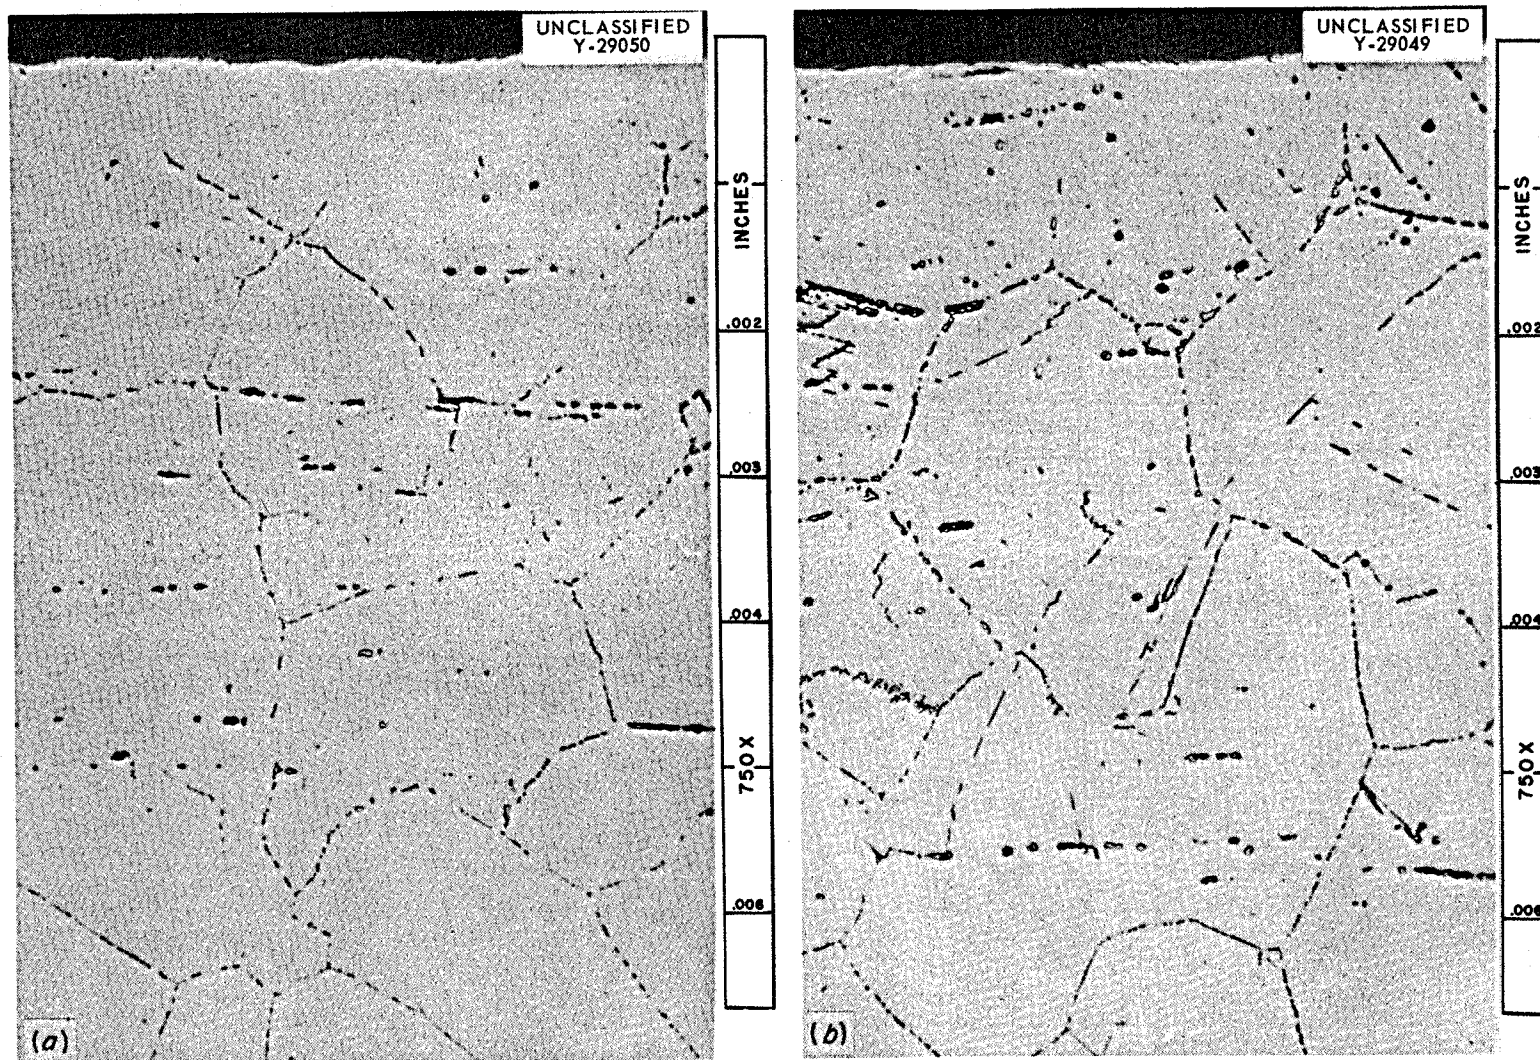 UNCLASSIFIED
Y-29050
INCHES
.002
.003
.004
750X
.006
(a)
UNCLASSIFIED
Y-29049
INCHES
.002
.003
.004
750X
.006
(b)